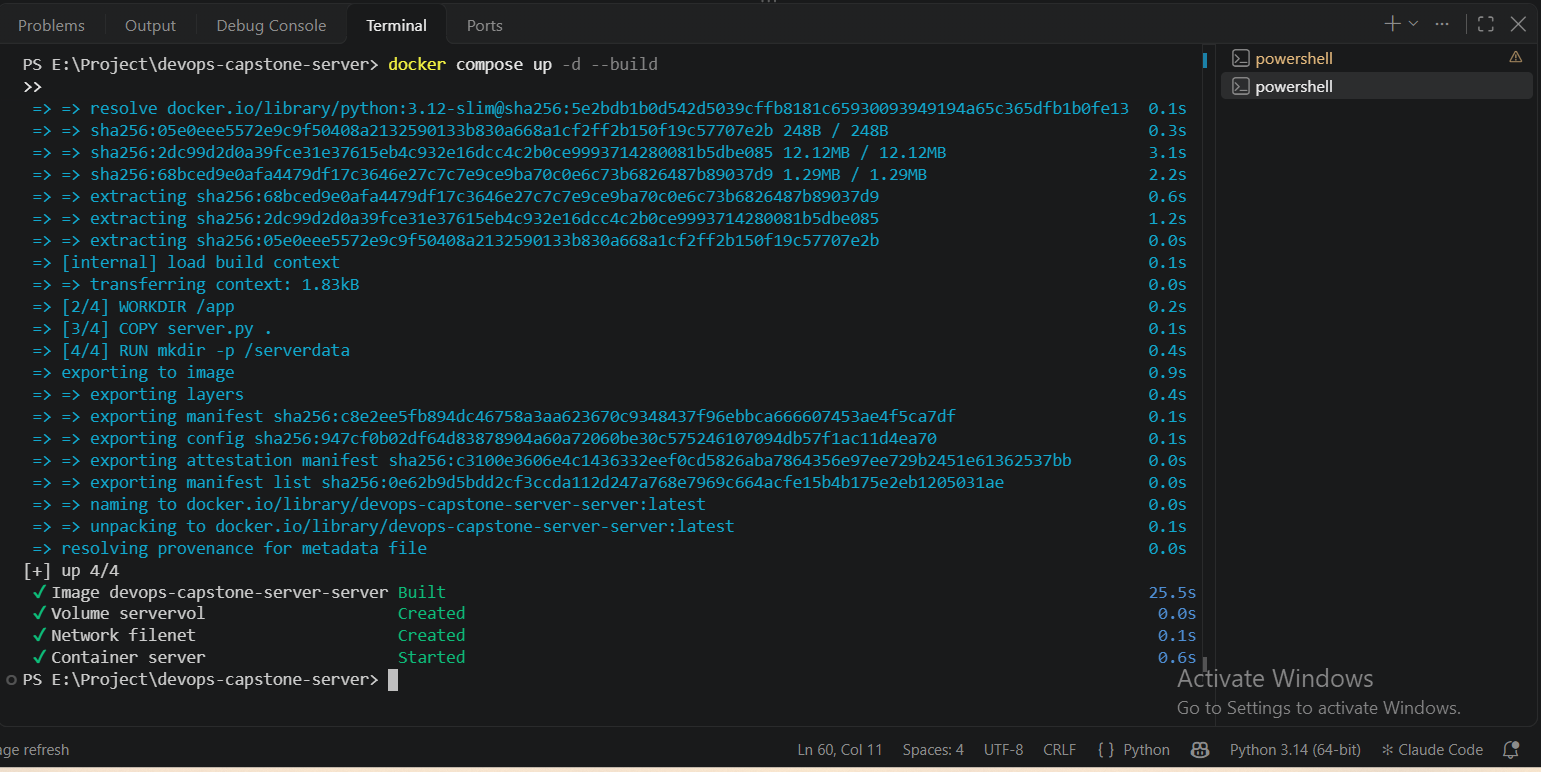 Problems Output Debug Console Terminal Ports
PS E:\Project\devops-capstone-server> docker compose up -d --build
>>
=> => resolve docker.io/library/python:3.12-slim@sha256:5e2bdb1b0d542d5039cffb8181c65930093949194a65c365dfb1b0fe13 0.1s
=> => sha256:05e0eee5572e9c9f50408a2132590133b830a668a1cf2ff2b150f19c57707e2b 248B / 248B 0.3s
=> => sha256:2dc99d2d0a39fce31e37615eb4c932e16dcc4c2b0ce9993714280081b5dbe085 12.12MB / 12.12MB 3.1s
=> => sha256:68bced9e0afa4479df17c3646e27c7c7e9ce9ba70c0e6c73b6826487b89037d9 1.29MB / 1.29MB 2.2s
=> => extracting sha256:68bced9e0afa4479df17c3646e27c7c7e9ce9ba70c0e6c73b6826487b89037d9 0.6s
=> => extracting sha256:2dc99d2d0a39fce31e37615eb4c932e16dcc4c2b0ce9993714280081b5dbe085 1.2s
=> => extracting sha256:05e0eee5572e9c9f50408a2132590133b830a668a1cf2ff2b150f19c57707e2b 0.0s
=> [internal] load build context 0.1s
=> => transferring context: 1.83kB 0.0s
=> [2/4] WORKDIR /app 0.2s
=> [3/4] COPY server.py . 0.1s
=> [4/4] RUN mkdir -p /serverdata 0.4s
=> exporting to image 0.9s
=> => exporting layers 0.4s
=> => exporting manifest sha256:c8e2ee5fb894dc46758a3aa623670c9348437f96ebbca666607453ae4f5ca7df 0.1s
=> => exporting config sha256:947cf0b02df64d83878904a60a72060be30c575246107094db57f1ac11d4ea70 0.1s
=> => exporting attestation manifest sha256:c3100e3606e4c1436332eef0cd5826aba7864356e97ee729b2451e61362537bb 0.0s
=> => exporting manifest list sha256:0e62b9d5bdd2cf3ccda112d247a768e7969c664acfe15b4b175e2eb1205031ae 0.0s
=> => naming to docker.io/library/devops-capstone-server-server:latest 0.0s
=> => unpacking to docker.io/library/devops-capstone-server-server:latest 0.1s
=> resolving provenance for metadata file 0.0s
[+] up 4/4
✓ Image devops-capstone-server-server Built 25.5s
✓ Volume servervol Created 0.0s
✓ Network filenet Created 0.1s
✓ Container server Started 0.6s
PS E:\Project\devops-capstone-server>
powershell
powershell
Activate Windows
Go to Settings to activate Windows.
age refresh Ln 60, Col 11 Spaces: 4 UTF-8 CRLF { } Python Python 3.14 (64-bit) Claude Code